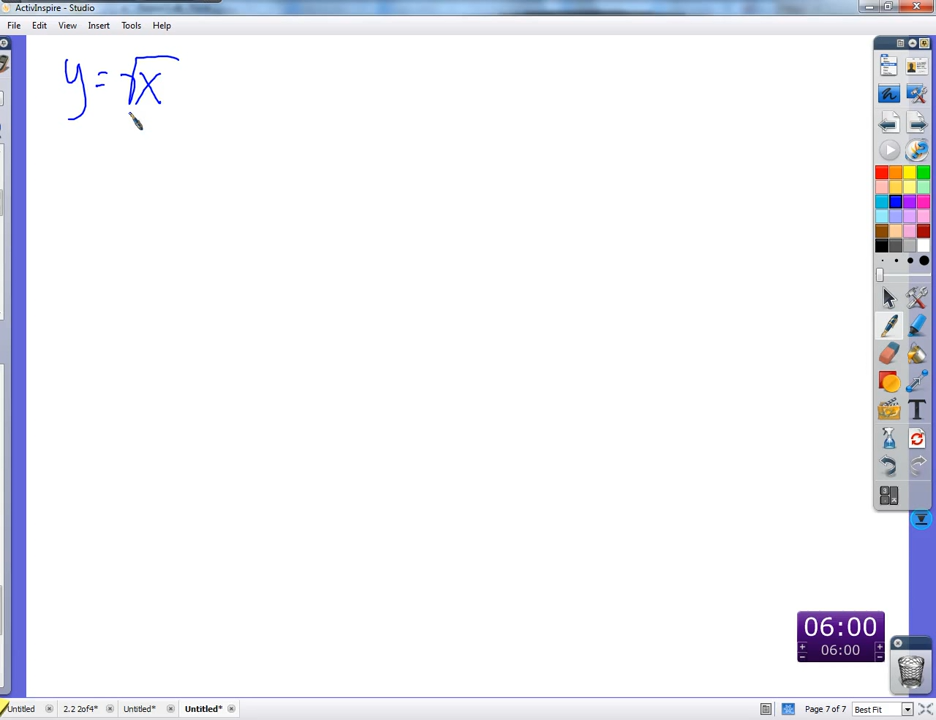 ActivInspire - Studio
File Edit View Insert Tools Help
y = √x
06:00
06:00
Untitled 2.2 2of4* Untitled* Untitled* Page 7 of 7 Best Fit